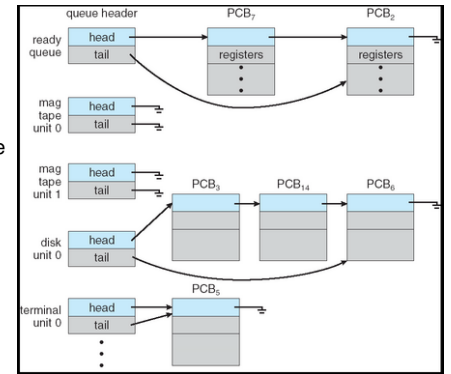 queue header PCB7 PCB2
ready queue
head
tail
registers registers
mag tape unit 0
head
tail
e
mag tape unit 1
head
tail
PCB3 PCB14 PCB6
disk unit 0
head
tail
PCB5
terminal unit 0
head
tail